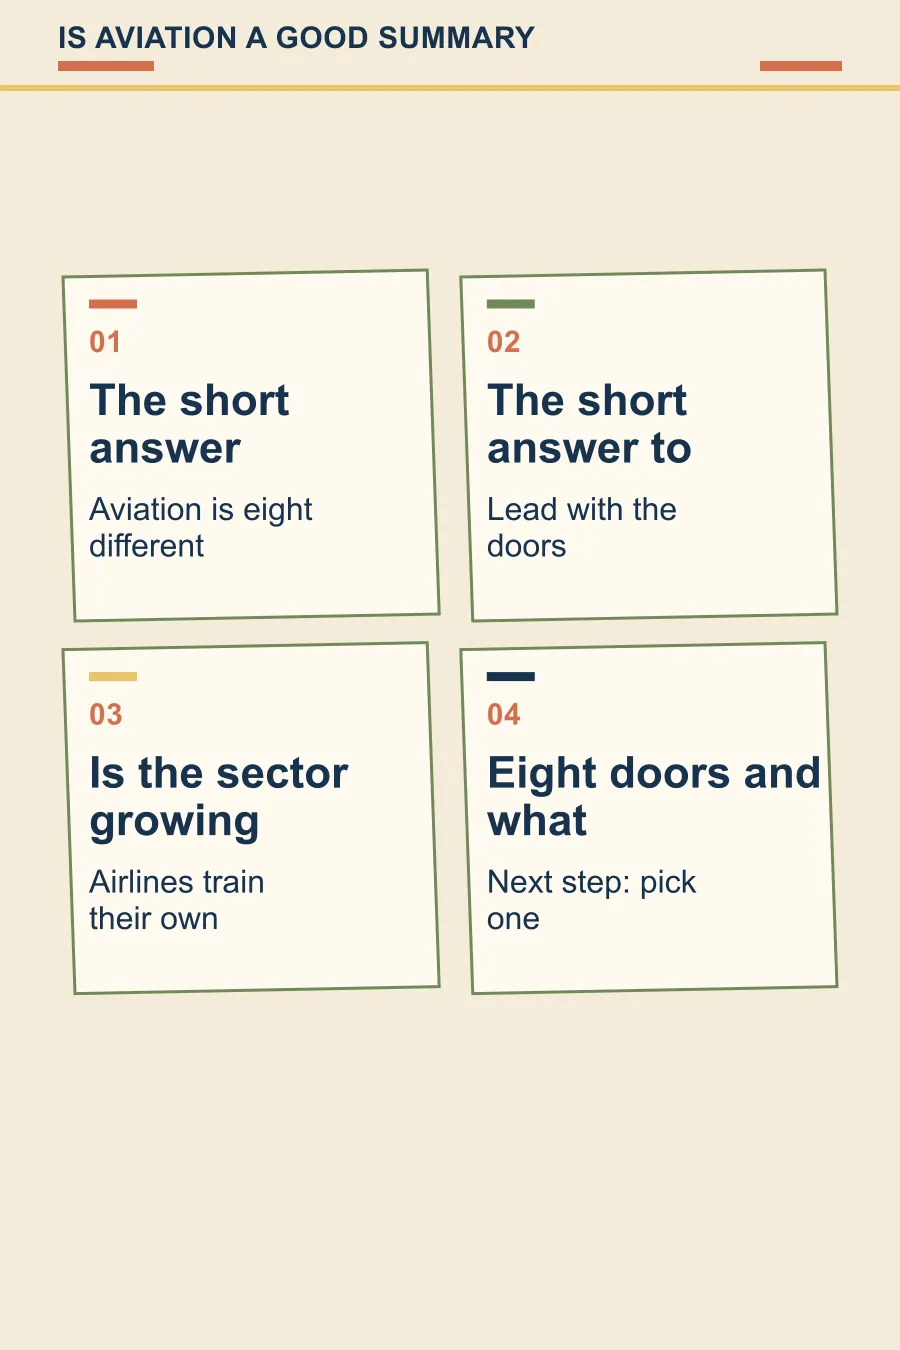 IS AVIATION A GOOD SUMMARY
01
The short
answer
Aviation is eight
different
02
The short
answer to
Lead with the
doors
03
Is the sector
growing
Airlines train
their own
04
Eight doors and
what
Next step: pick
one